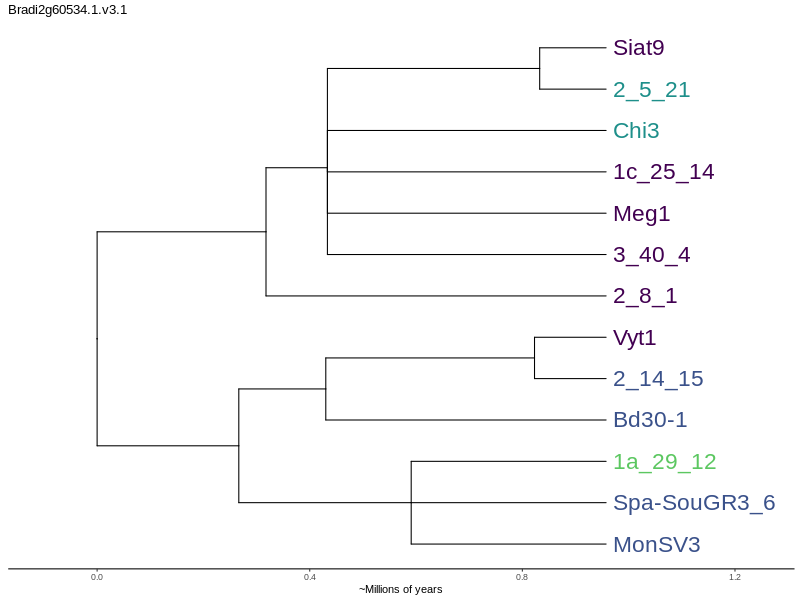 Bradi2g60534.1.v3.1
Siat9
2_5_21
Chi3
1c_25_14
Meg1
3_40_4
2_8_1
Vyt1
2_14_15
Bd30-1
1a_29_12
Spa-SouGR3_6
MonSV3
0.0 0.4 0.8 1.2
~Millions of years